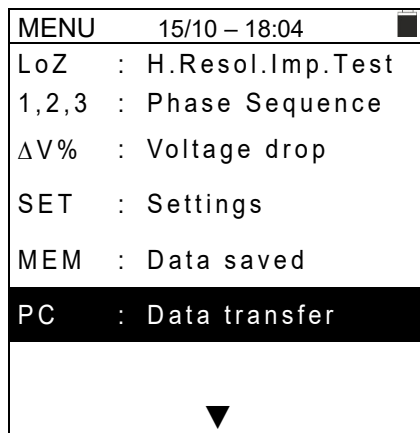 MENU 15/10 – 18:04
LoZ : H.Resol.Imp.Test
1,2,3 : Phase Sequence
ΔV% : Voltage drop
SET : Settings
MEM : Data saved
PC : Data transfer